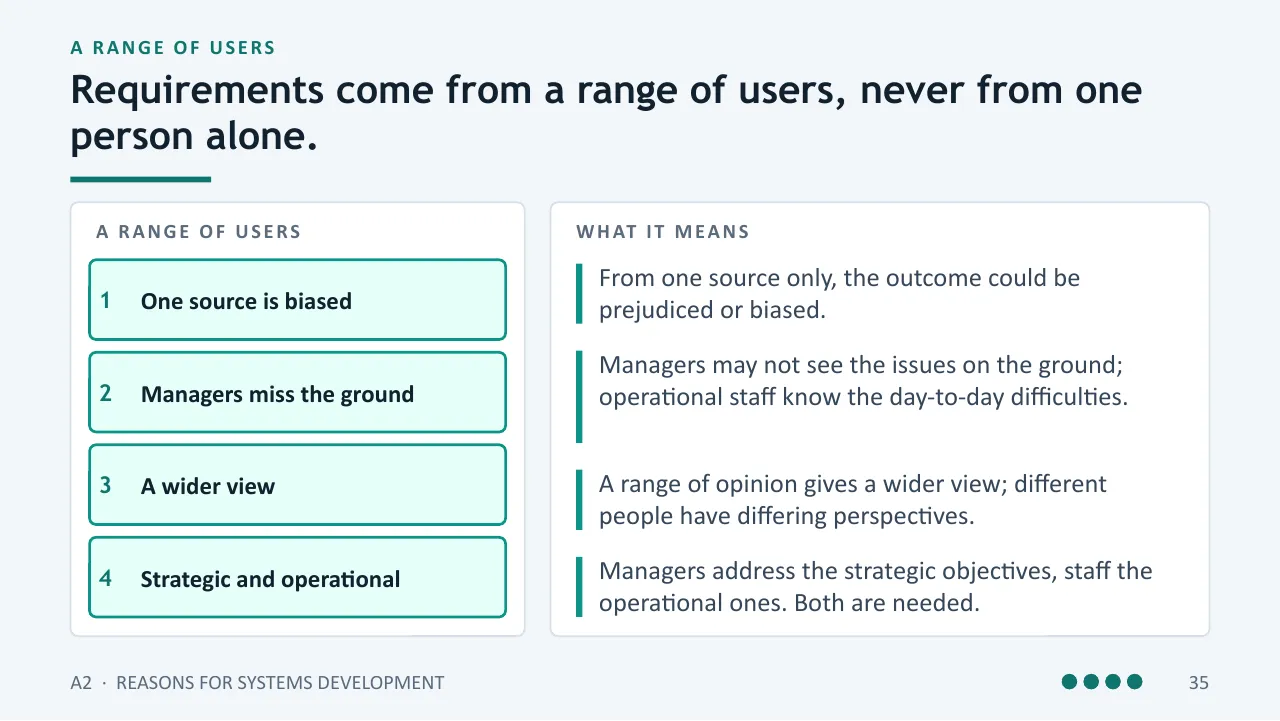 A RANGE OF USERS
Requirements come from a range of users, never from one
person alone.
A RANGE OF USERS
1 One source is biased
2 Managers miss the ground
3 A wider view
4 Strategic and operational
WHAT IT MEANS
From one source only, the outcome could be
prejudiced or biased.
Managers may not see the issues on the ground;
operational staff know the day-to-day difficulties.
A range of opinion gives a wider view; different
people have differing perspectives.
Managers address the strategic objectives, staff the
operational ones. Both are needed.
A2 · REASONS FOR SYSTEMS DEVELOPMENT
35